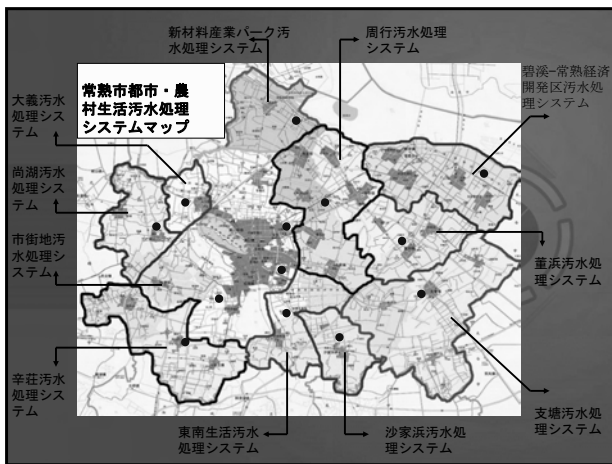 新材料産業パーク汚
水処理システム
周行汚水処理
システム
碧溪-常熟経済
開発区汚水処
理システム
常熟市都市・農
村生活汚水処理
システムマップ
大義汚水
処理シス
テム
尚湖汚水
処理シス
テム
市街地汚
水処理シ
ステム
董浜汚水処
理システム
辛荘汚水
処理シス
テム
東南生活汚水
処理システム
沙家浜汚水処
理システム
支塘汚水処
理システム